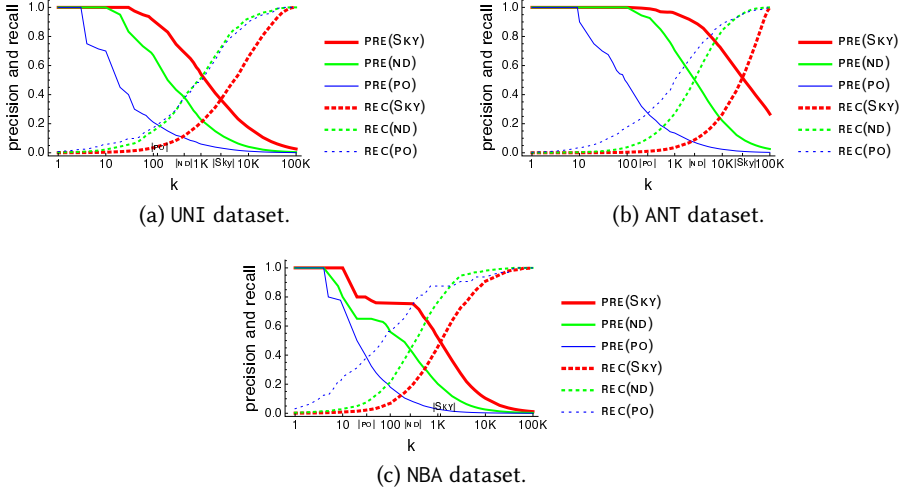 precision and recall
1.0
0.8
0.6
0.4
0.2
0.0
1 10 100 1K 10K 100K
|PO| |ND| |SKY|
k
PRE(SKY)
PRE(ND)
PRE(PO)
REC(SKY)
REC(ND)
REC(PO)
(a) UNI dataset.
precision and recall
1.0
0.8
0.6
0.4
0.2
0.0
1 10 100 1K 10K 100K
|PO| |ND| |SKY|
k
PRE(SKY)
PRE(ND)
PRE(PO)
REC(SKY)
REC(ND)
REC(PO)
(b) ANT dataset.
precision and recall
1.0
0.8
0.6
0.4
0.2
0.0
1 10 100 1K 10K 100K
|PO| |ND| |SKY|
k
PRE(SKY)
PRE(ND)
PRE(PO)
REC(SKY)
REC(ND)
REC(PO)
(c) NBA dataset.